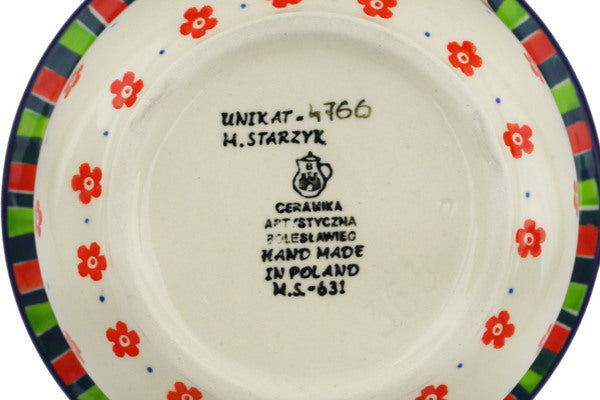 UNIKAT-4766
M. STARZYK
B
CERAMIKA
ARTYSTYCZNA
BOLESŁAWIEC
HAND MADE
IN POLAND
M.S.-631